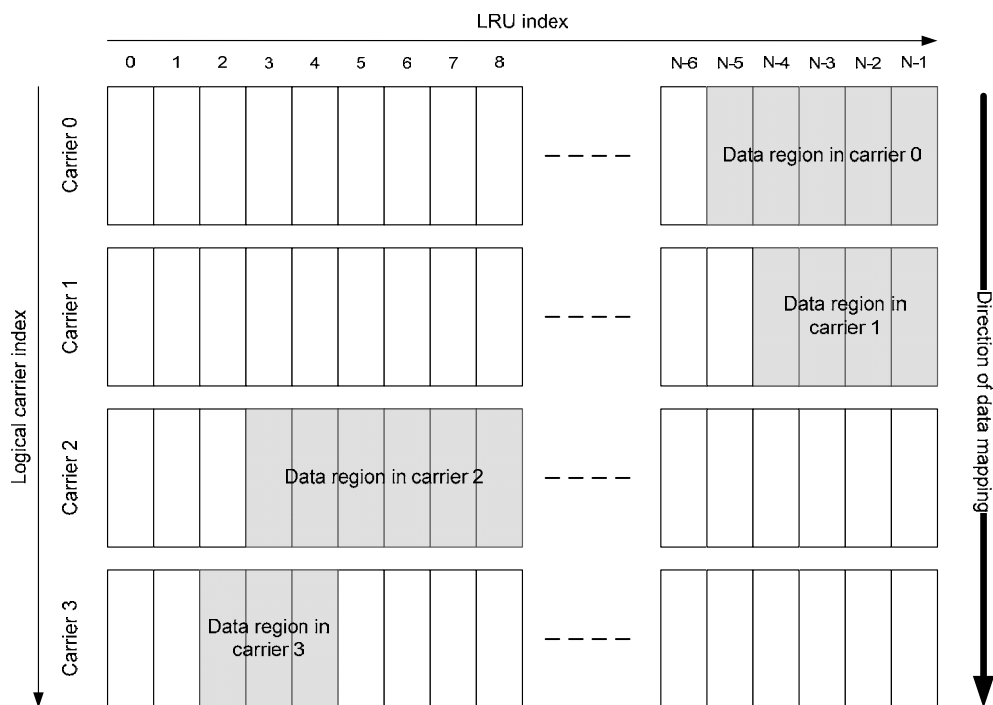 LRU index
0 1 2 3 4 5 6 7 8 N-6 N-5 N-4 N-3 N-2 N-1
Logical carrier index
Carrier 0
Data region in carrier 0
Carrier 1
Data region in
carrier 1
Carrier 2
Data region in carrier 2
Carrier 3
Data region in
carrier 3
Direction of data mapping